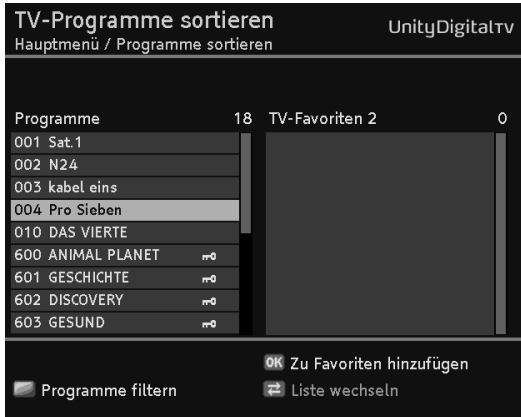 TV-Programme sortieren
UnityDigitalTV
Hauptmenü / Programme sortieren
Programme 18
TV-Favoriten 2 0
001 Sat.1
002 N24
003 kabel eins
004 Pro Sieben
010 DAS VIERTE
600 ANIMAL PLANET
601 GESCHICHTE
602 DISCOVERY
603 GESUND
OK Zu Favoriten hinzufügen
Programme filtern
Liste wechseln